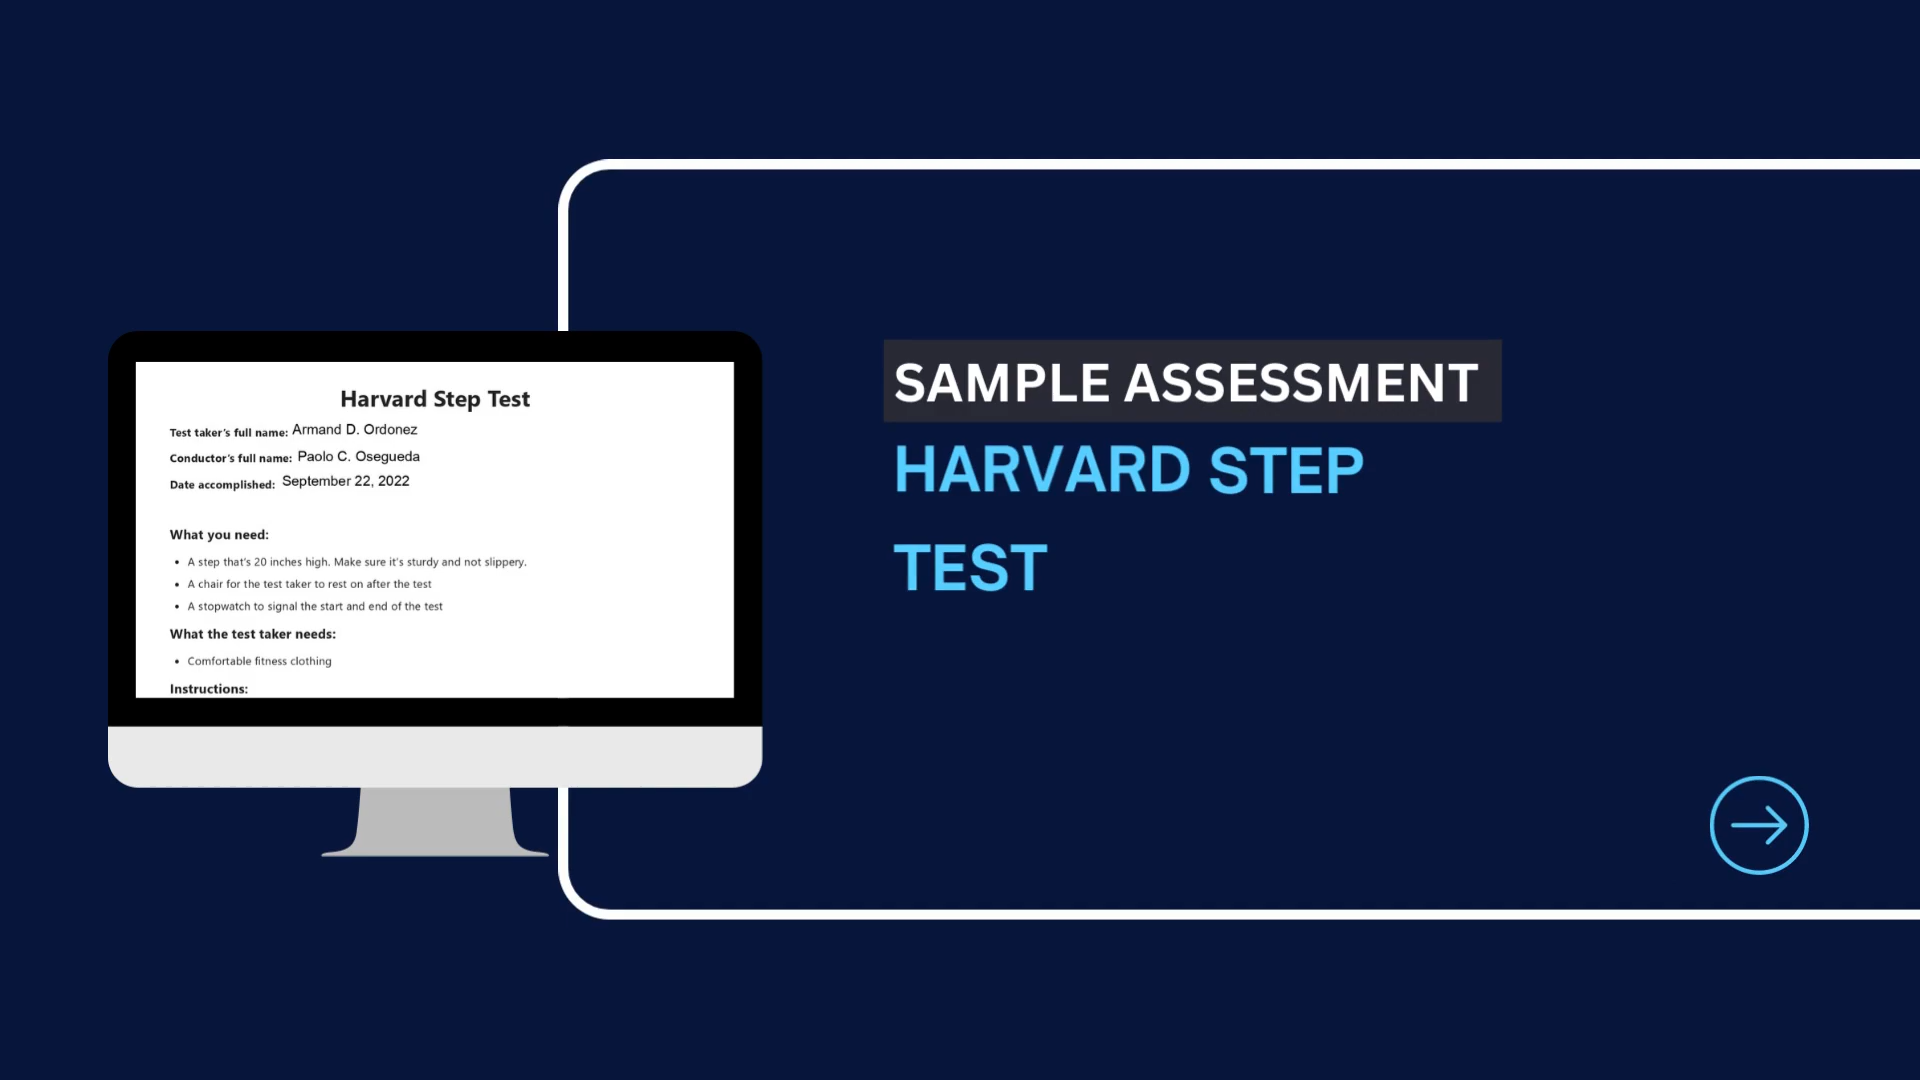 Harvard Step Test
Test taker's full name: Armand D. Ordonez
Conductor's full name: Paolo C. Osegueda
Date accomplished: September 22, 2022
What you need:
• A step that's 20 inches high. Make sure it's sturdy and not slippery.
• A chair for the test taker to rest on after the test
• A stopwatch to signal the start and end of the test
What the test taker needs:
• Comfortable fitness clothing
Instructions:
SAMPLE ASSESSMENT
HARVARD STEP
TEST